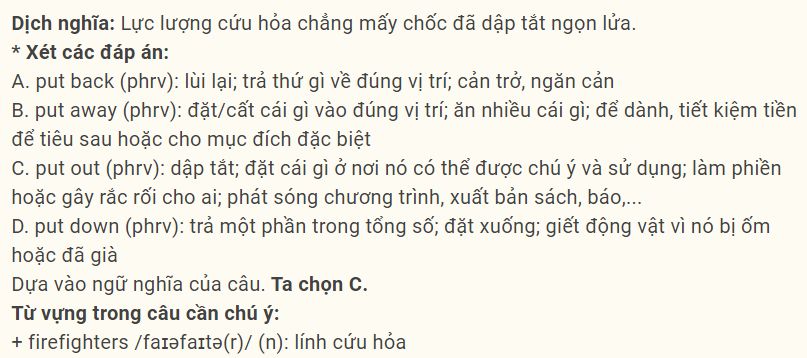 Dịch nghĩa: Lực lượng cứu hỏa chẳng mấy chốc đã dập tắt ngọn lửa.
* Xét các đáp án:
A. put back (phrv): lùi lại; trả thứ gì về đúng vị trí; cản trở, ngăn cản
B. put away (phrv): đặt/cất cái gì vào đúng vị trí; ăn nhiều cái gì; để dành, tiết kiệm tiền
để tiêu sau hoặc cho mục đích đặc biệt
C. put out (phrv): dập tắt; đặt cái gì ở nơi nó có thể được chú ý và sử dụng; làm phiền
hoặc gây rắc rối cho ai; phát sóng chương trình, xuất bản sách, báo,...
D. put down (phrv): trả một phần trong tổng số; đặt xuống; giết động vật vì nó bị ốm
hoặc đã già
Dựa vào ngữ nghĩa của câu. Ta chọn C.
Từ vựng trong câu cần chú ý:
+ firefighters /faɪəfaɪtə(r)/ (n): lính cứu hỏa